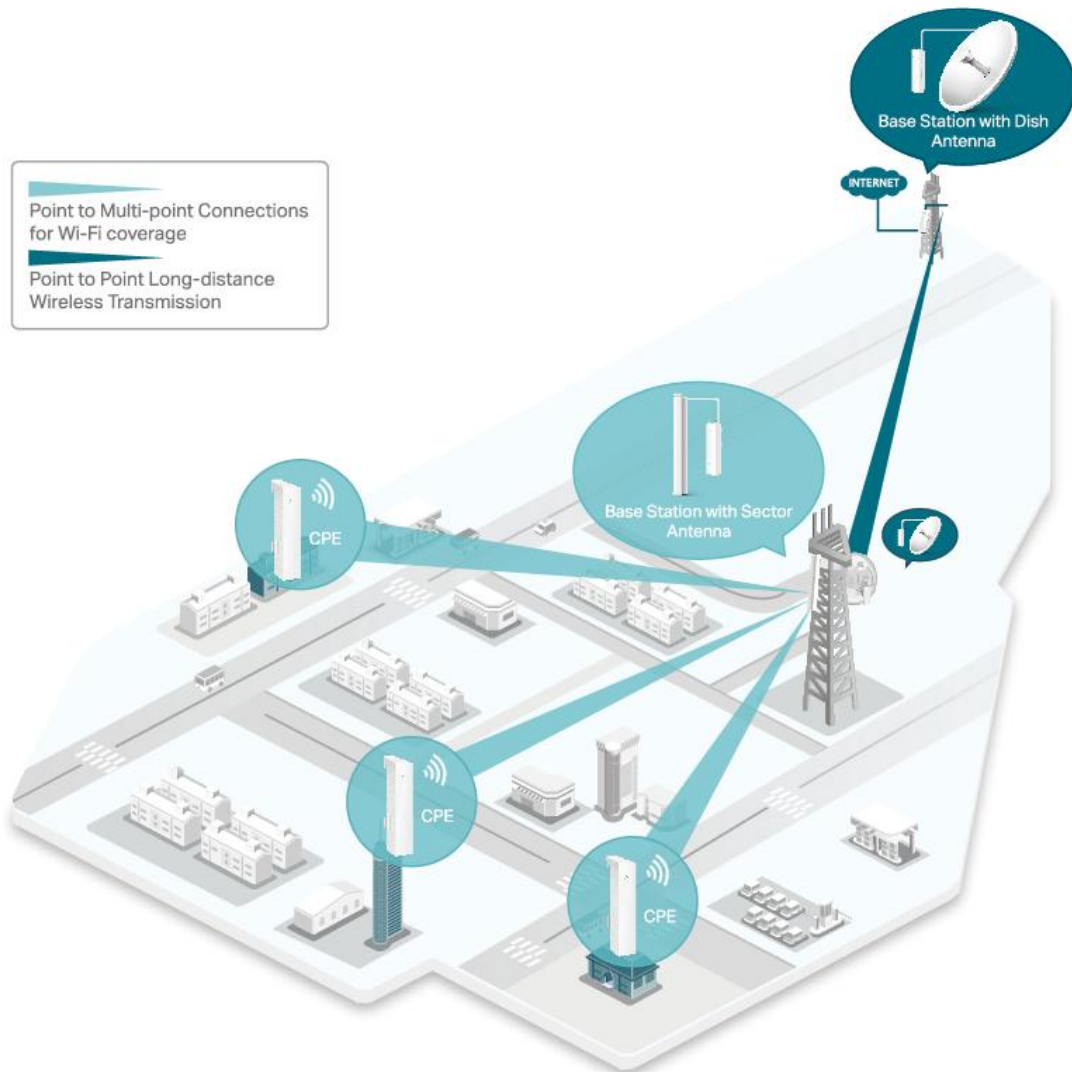 Base Station with Dish
Antenna
INTERNET
Point to Multi-point Connections
for Wi-Fi coverage
Point to Point Long-distance
Wireless Transmission
Base Station with Sector
Antenna
CPE
CPE
CPE